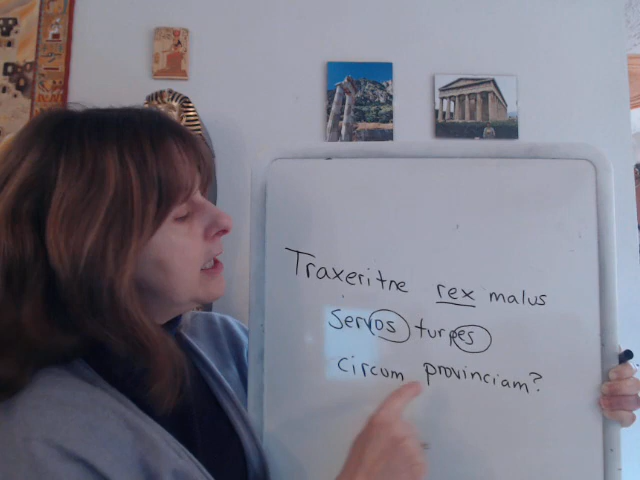 Traxeritne rex malus
servos turpes
circum provinciam?